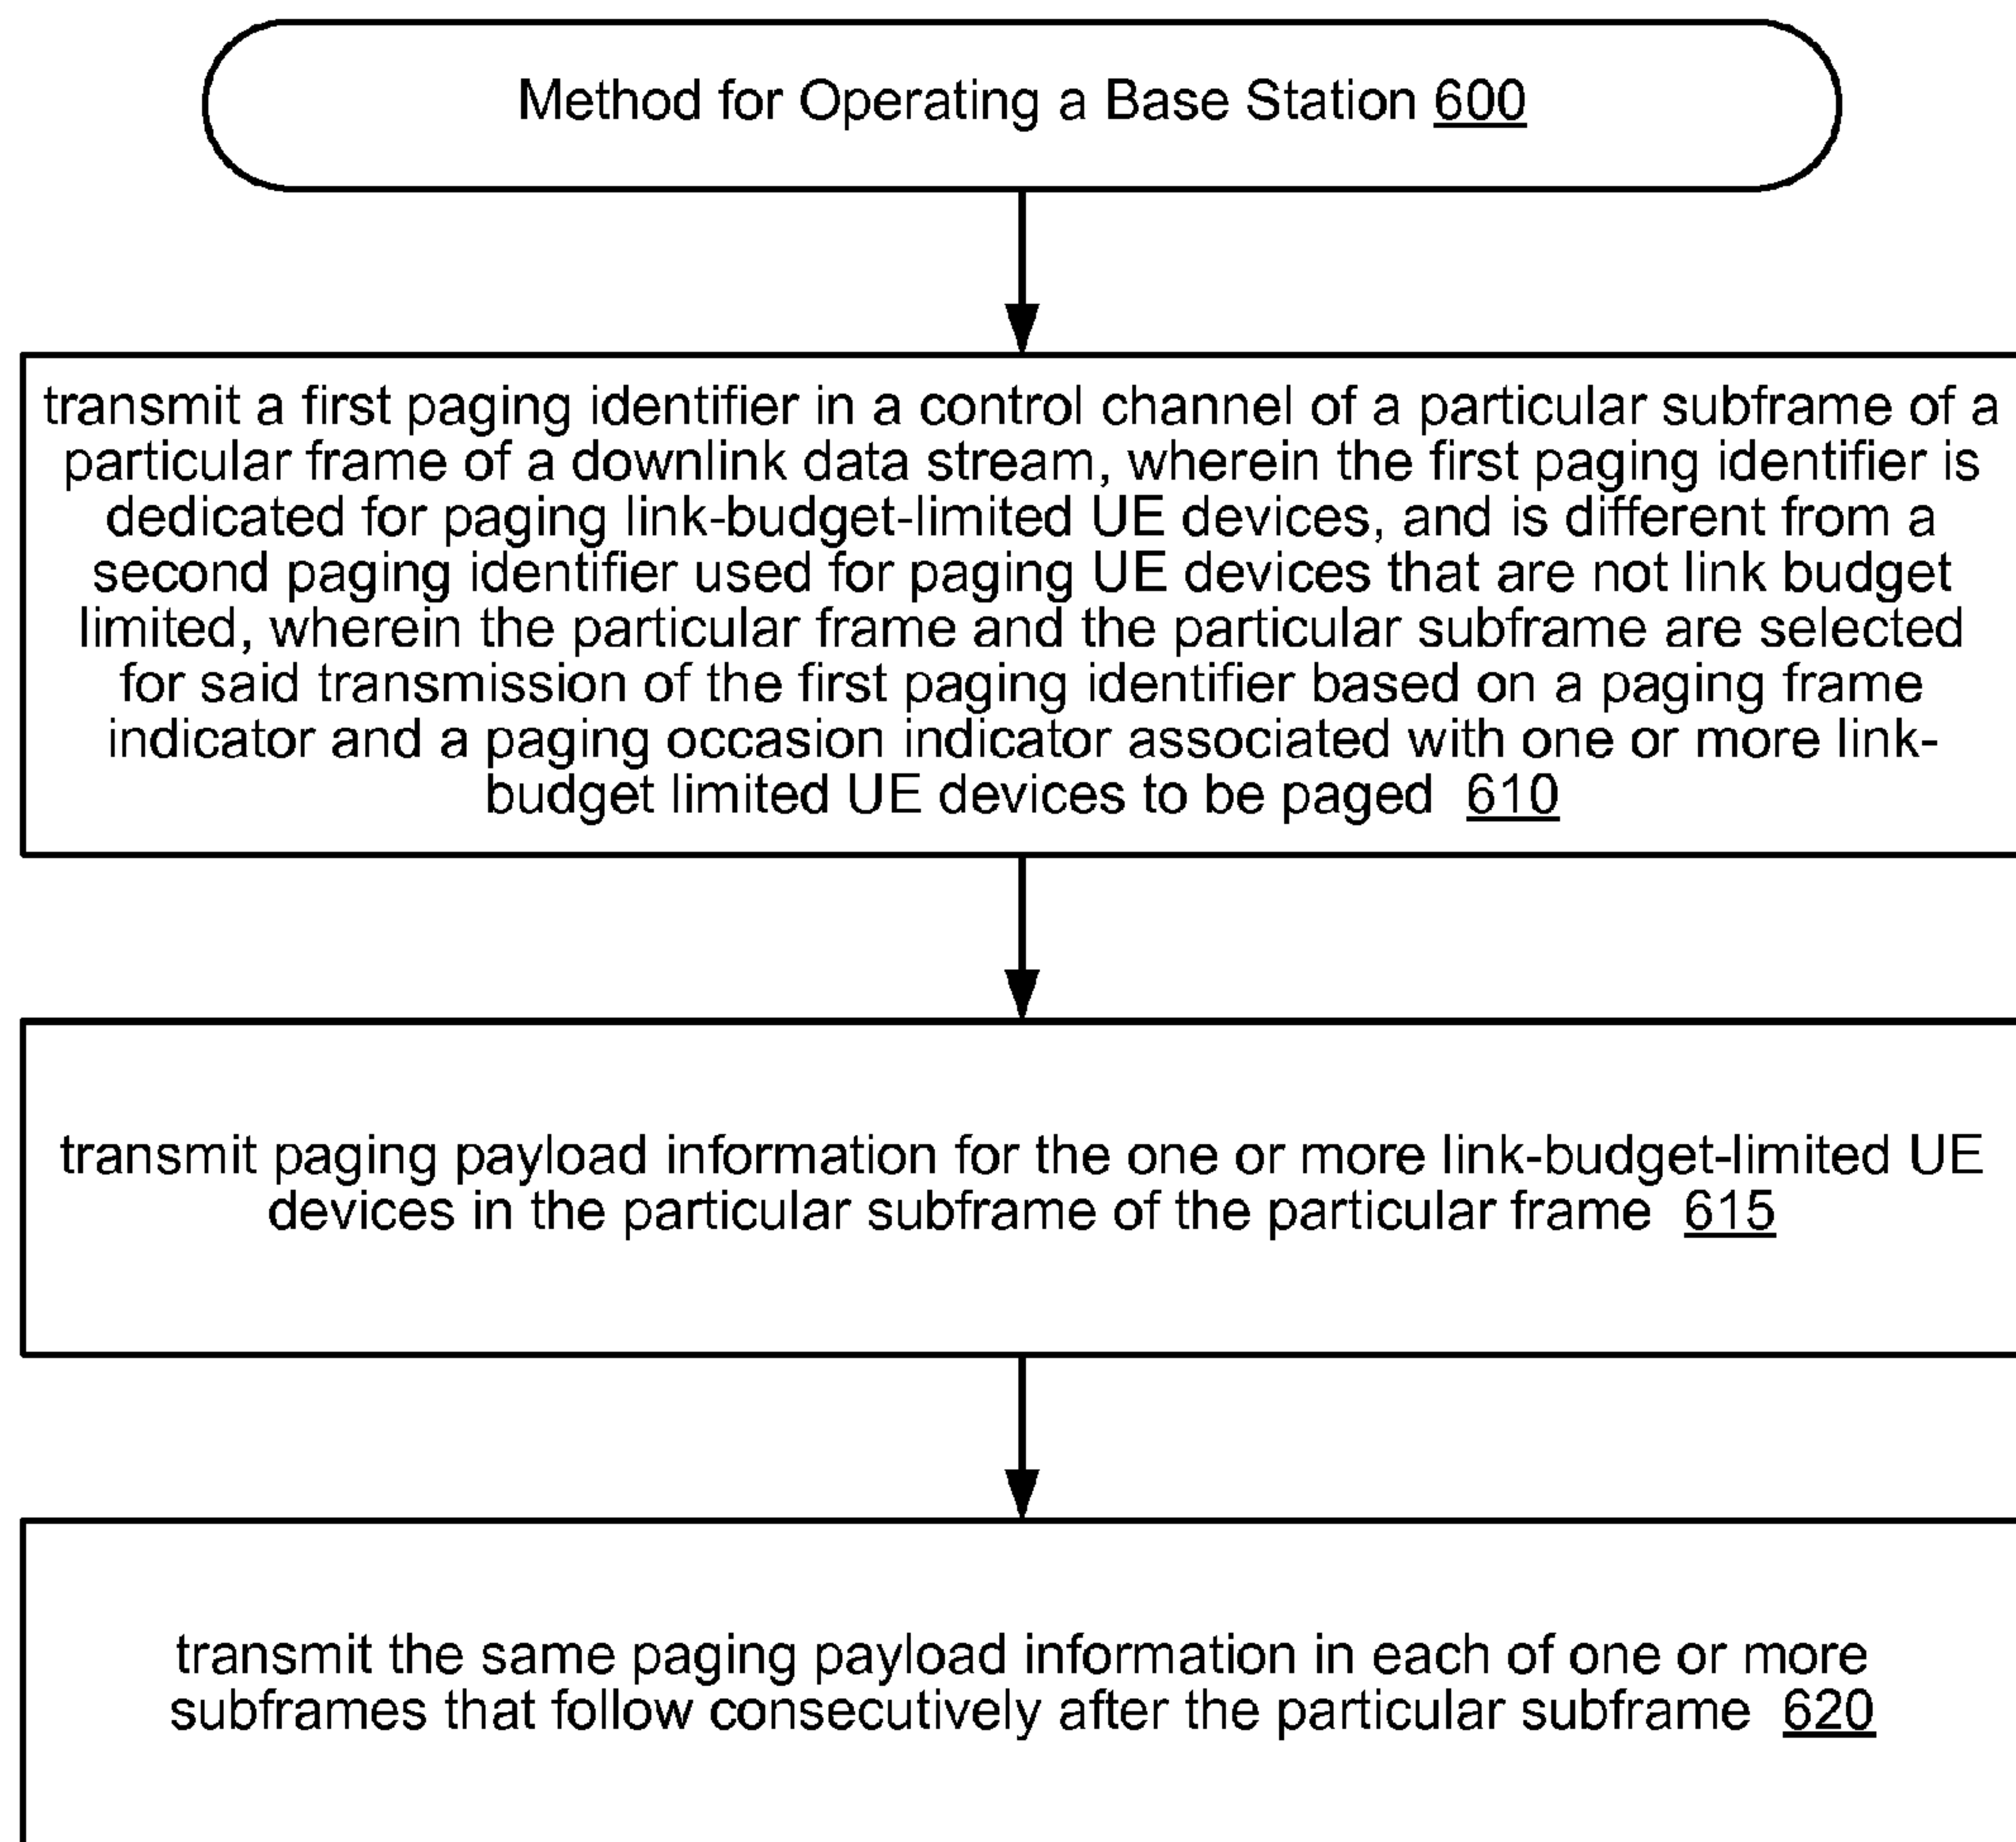 Method for Operating a Base Station 600
transmit a first paging identifier in a control channel of a particular subframe of a
particular frame of a downlink data stream, wherein the first paging identifier is
dedicated for paging link-budget-limited UE devices, and is different from a
second paging identifier used for paging UE devices that are not link budget
limited, wherein the particular frame and the particular subframe are selected
for said transmission of the first paging identifier based on a paging frame
indicator and a paging occasion indicator associated with one or more link-
budget limited UE devices to be paged 610
transmit paging payload information for the one or more link-budget-limited UE
devices in the particular subframe of the particular frame 615
transmit the same paging payload information in each of one or more
subframes that follow consecutively after the particular subframe 620